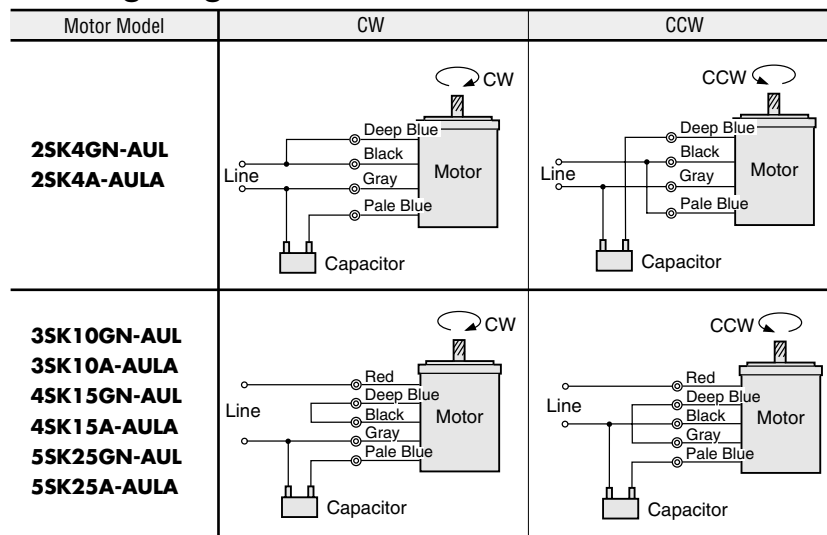 Motor Model CW CCW
2SK4GN-AUL
2SK4A-AULA
CW
Deep Blue
Black
Line
Gray
Motor
Pale Blue
Capacitor
CCW
Deep Blue
Black
Line
Gray
Motor
Pale Blue
Capacitor
3SK10GN-AUL
3SK10A-AULA
4SK15GN-AUL
4SK15A-AULA
5SK25GN-AUL
5SK25A-AULA
CW
Red
Deep Blue
Line
Black
Motor
Gray
Pale Blue
Capacitor
CCW
Red
Deep Blue
Line
Black
Motor
Gray
Pale Blue
Capacitor